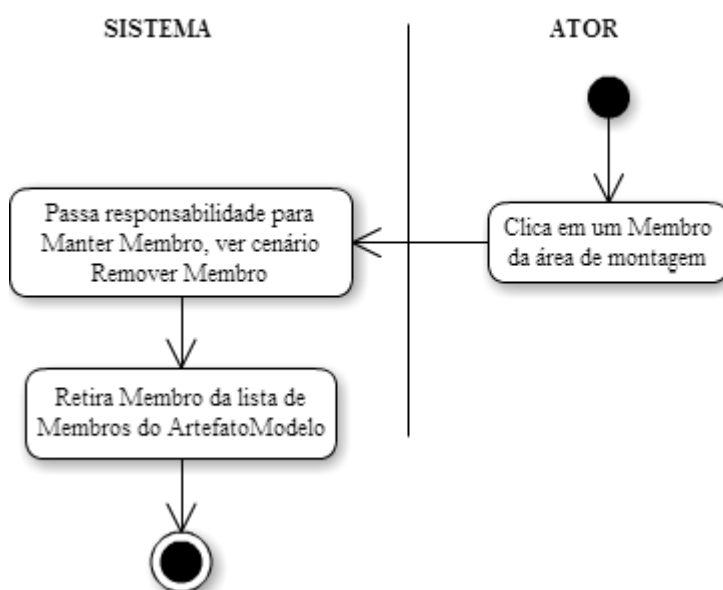 SISTEMA
ATOR
Clica em um Membro
da área de montagem
Passa responsabilidade para
Manter Membro, ver cenário
Remover Membro
Retira Membro da lista de
Membros do ArtefatoModelo